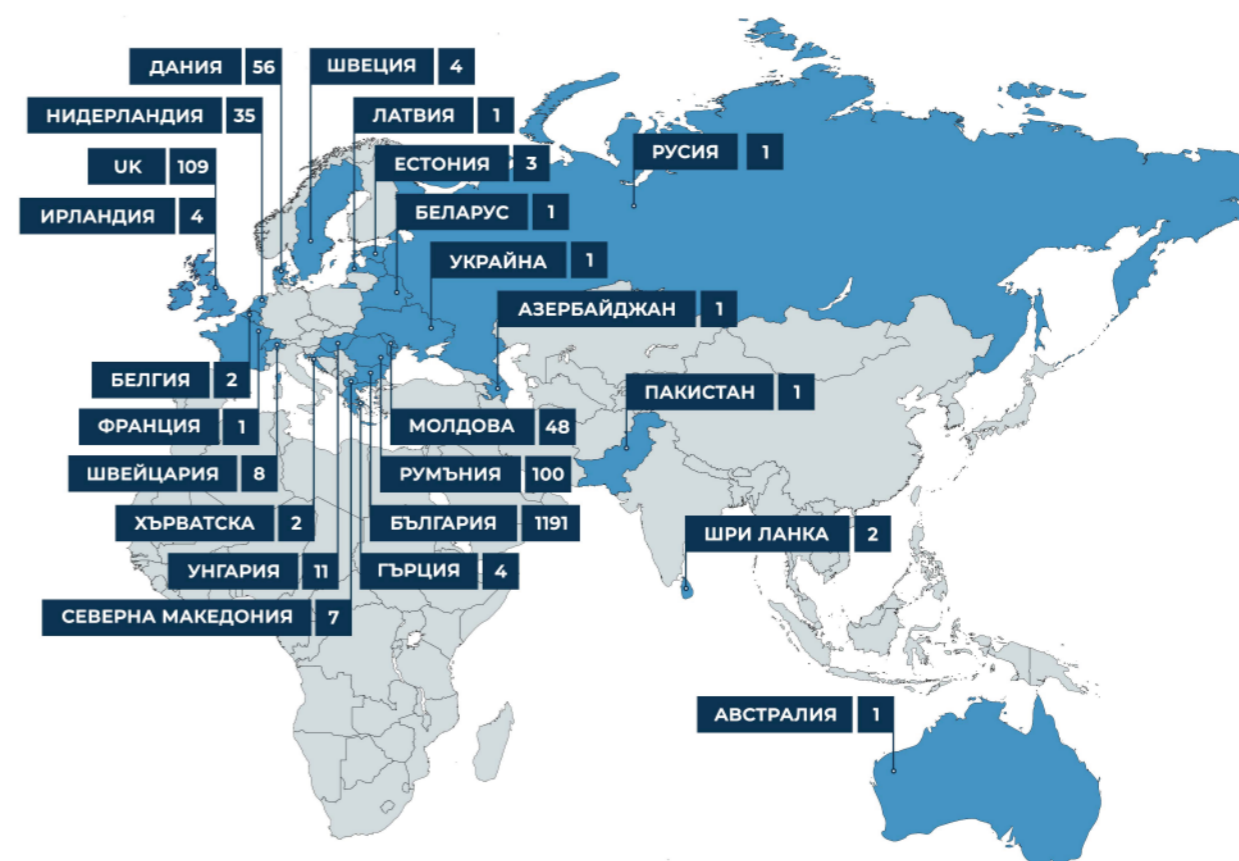 ДАНИЯ 56
ШВЕЦИЯ 4
НИДЕРЛАНДИЯ 35
ЛАТВИЯ 1
UK 109
ЕСТОНИЯ 3
РУСИЯ 1
ИРЛАНДИЯ 4
БЕЛАРУС 1
УКРАЙНА 1
АЗЕРБАЙДЖАН 1
БЕЛГИЯ 2
ПАКИСТАН 1
ФРАНЦИЯ 1
МОЛДОВА 48
ШВЕЙЦАРИЯ 8
РУМЪНИЯ 100
ХЪРВАТСКА 2
БЪЛГАРИЯ 1191
ШРИ ЛАНКА 2
УНГАРИЯ 11
ГЪРЦИЯ 4
СЕВЕРНА МАКЕДОНИЯ 7
АВСТРАЛИЯ 1